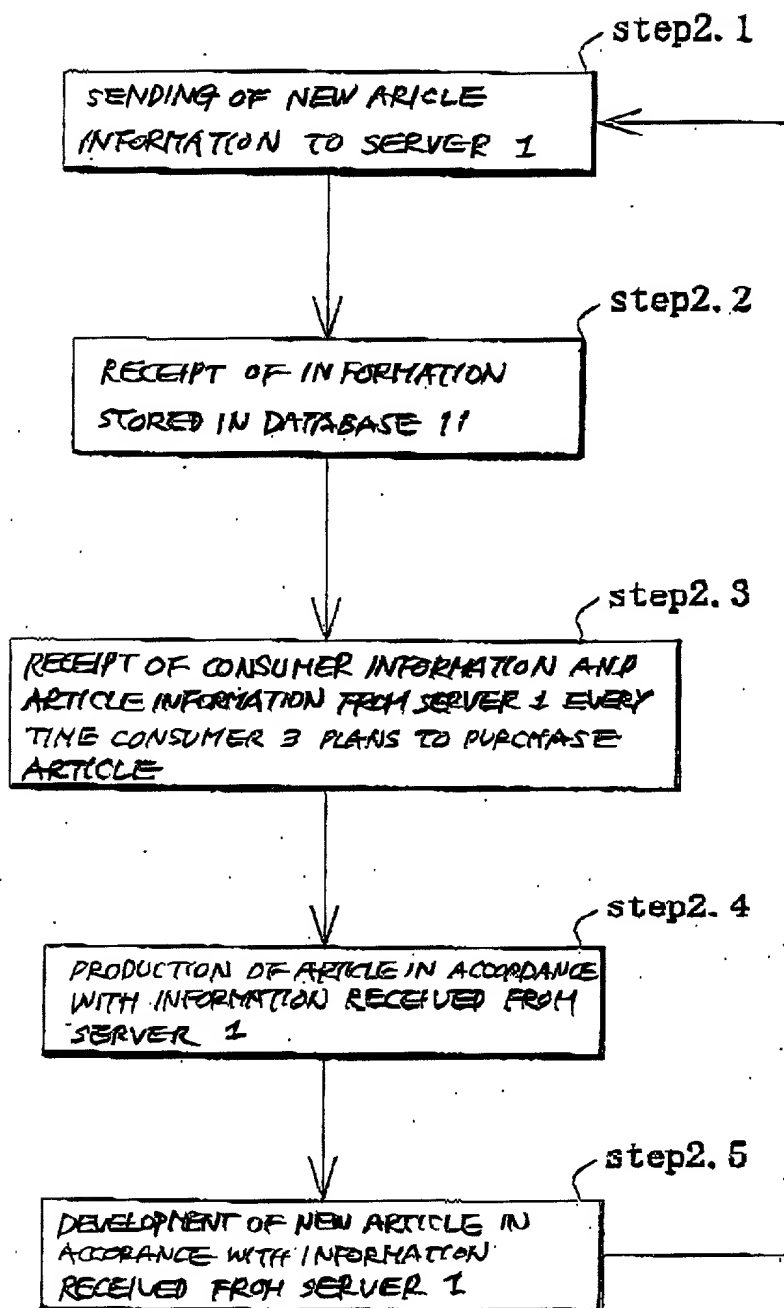 step2.1
SENDING OF NEW ARICLE
INFORMATION TO SERVER 1
step2.2
RECEIPT OF INFORMATION
STORED IN DATABASE 11
step2.3
RECEIPT OF CONSUMER INFORMATION AND
ARTICLE INFORMATION FROM SERVER 1 EVERY
TIME CONSUMER 3 PLANS TO PURCHASE
ARTICLE
step2.4
PRODUCTION OF ARTICLE IN ACCORDANCE
WITH INFORMATION RECEIVED FROM
SERVER 1
step2.5
DEVELOPMENT OF NEW ARTICLE IN
ACCORANCE WITH INFORMATION
RECEIVED FROM SERVER 1